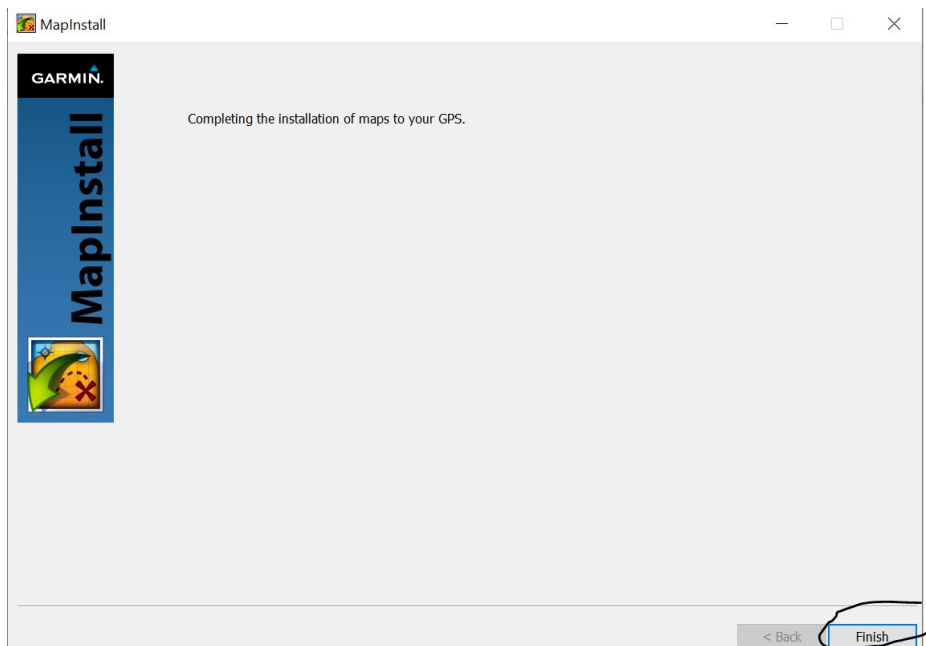 MapInstall
GARMIN.
MapInstall
Completing the installation of maps to your GPS.
< Back
Finish